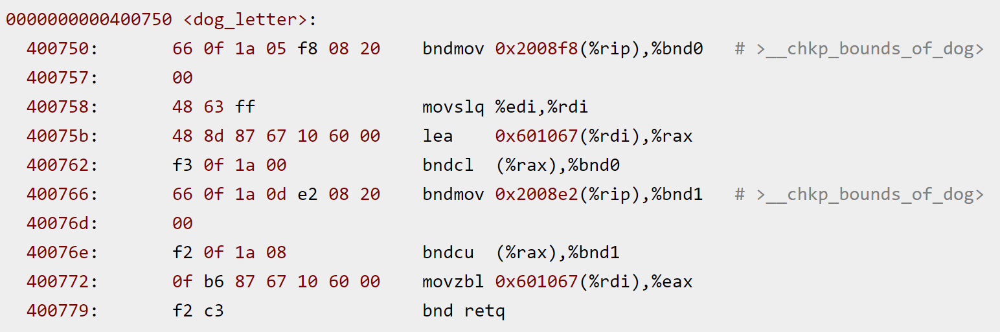 0000000000400750 <dog_letter>:
400750: 66 0f 1a 05 f8 08 20 bndmov 0x2008f8(%rip),%bnd0 # >__chkp_bounds_of_dog>
400757: 00
400758: 48 63 ff movslq %edi,%rdi
40075b: 48 8d 87 67 10 60 00 lea 0x601067(%rdi),%rax
400762: f3 0f 1a 00 bndcl (%rax),%bnd0
400766: 66 0f 1a 0d e2 08 20 bndmov 0x2008e2(%rip),%bnd1 # >__chkp_bounds_of_dog>
40076d: 00
40076e: f2 0f 1a 08 bndcu (%rax),%bnd1
400772: 0f b6 87 67 10 60 00 movzbl 0x601067(%rdi),%eax
400779: f2 c3 bnd retq